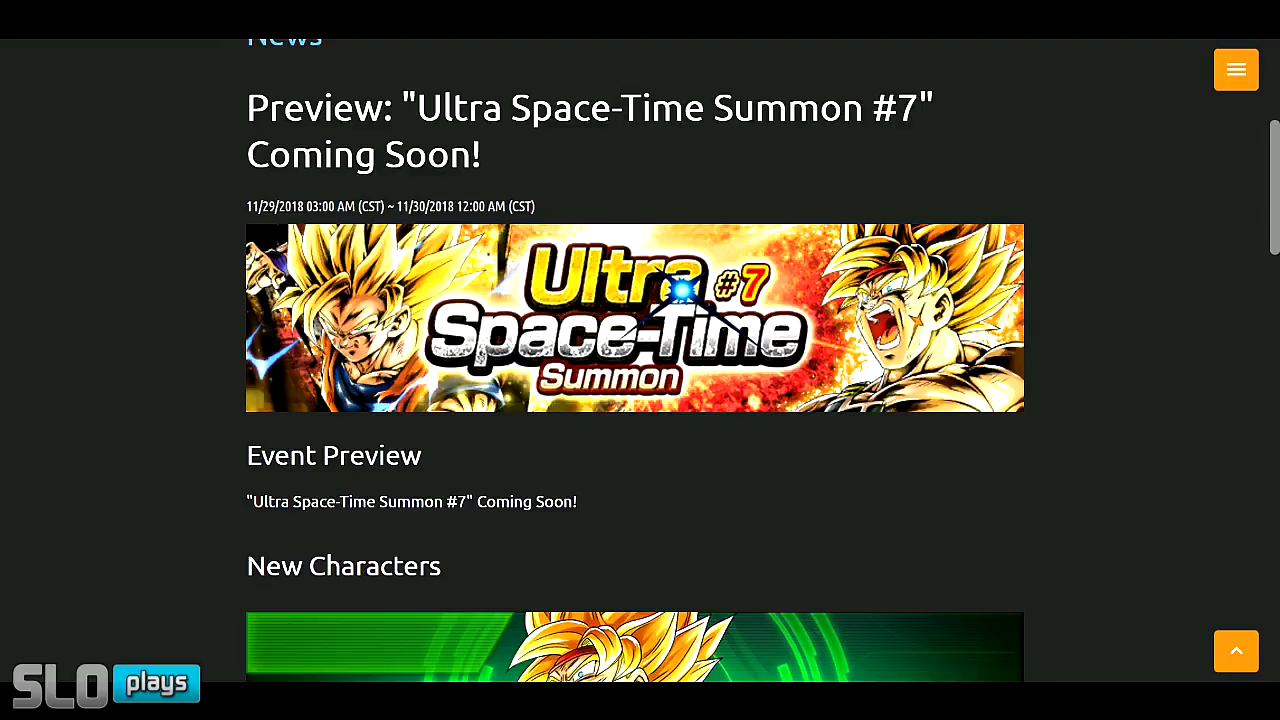 News
Preview: "Ultra Space-Time Summon #7"
Coming Soon!
11/29/2018 03:00 AM (CST) ~ 11/30/2018 12:00 AM (CST)
Ultra #7
Space-Time
Summon
Event Preview
"Ultra Space-Time Summon #7" Coming Soon!
New Characters
SLO plays